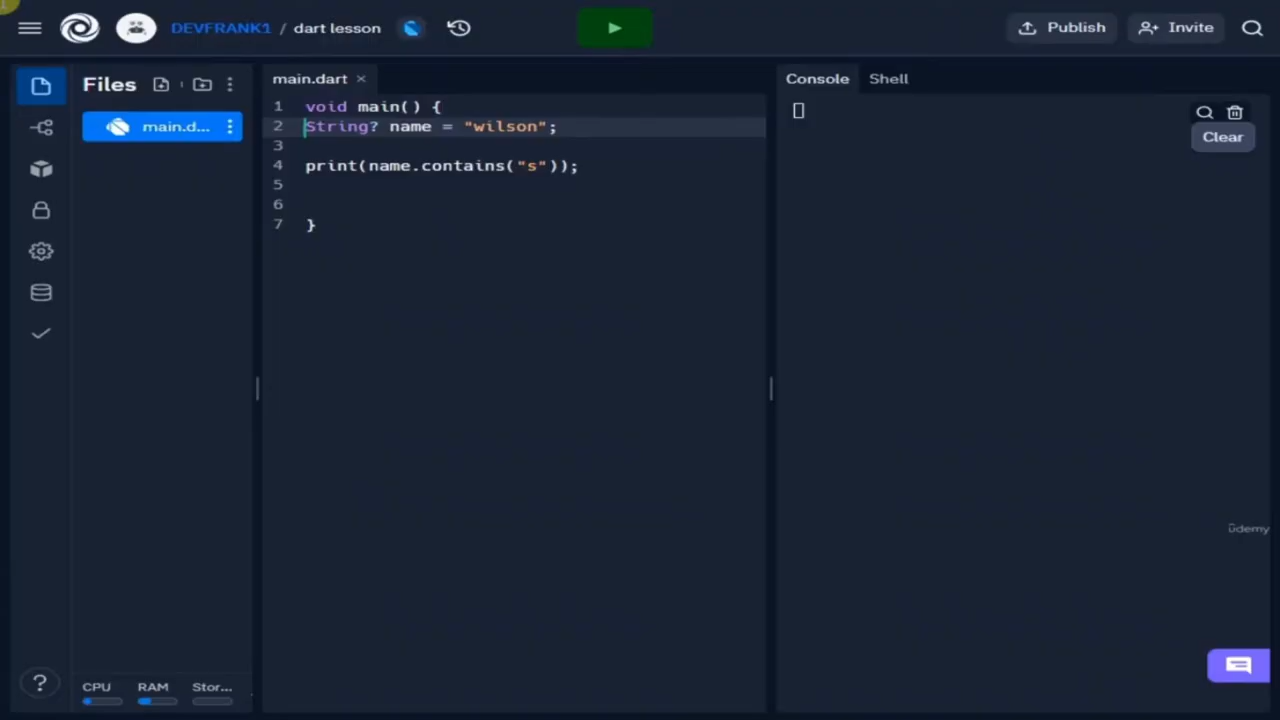 DEVFRANK1 / dart lesson
Publish
Invite
Files
main.d...
main.dart ×
1 void main() {
2 String? name = "wilson";
3
4 print(name.contains("s"));
5
6
7 }
Console
Shell
Clear
ûdemy
?
CPU RAM Stor...